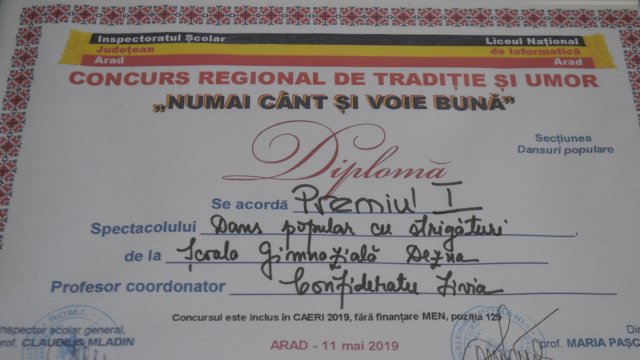 Inspectoratul Școlar
Județean
Arad
Liceul Național
de Informatică
Arad
CONCURS REGIONAL DE TRADIȚIE ȘI UMOR
„NUMAI CÂNT ȘI VOIE BUNĂ”
Secțiunea
Dansuri populare
Diplomă
Se acordă Premiul I
Spectacolului Dans popular cu strigături
de la Școala Gimnazială Dezna
Profesor coordonator Livia
Concursul este inclus în CAERI 2019, fără finanțare MEN, poziția 129
Inspector școlar general,
prof. CLAUDIUS MLADIN
prof. MARIA
ARAD - 11 mai 2019